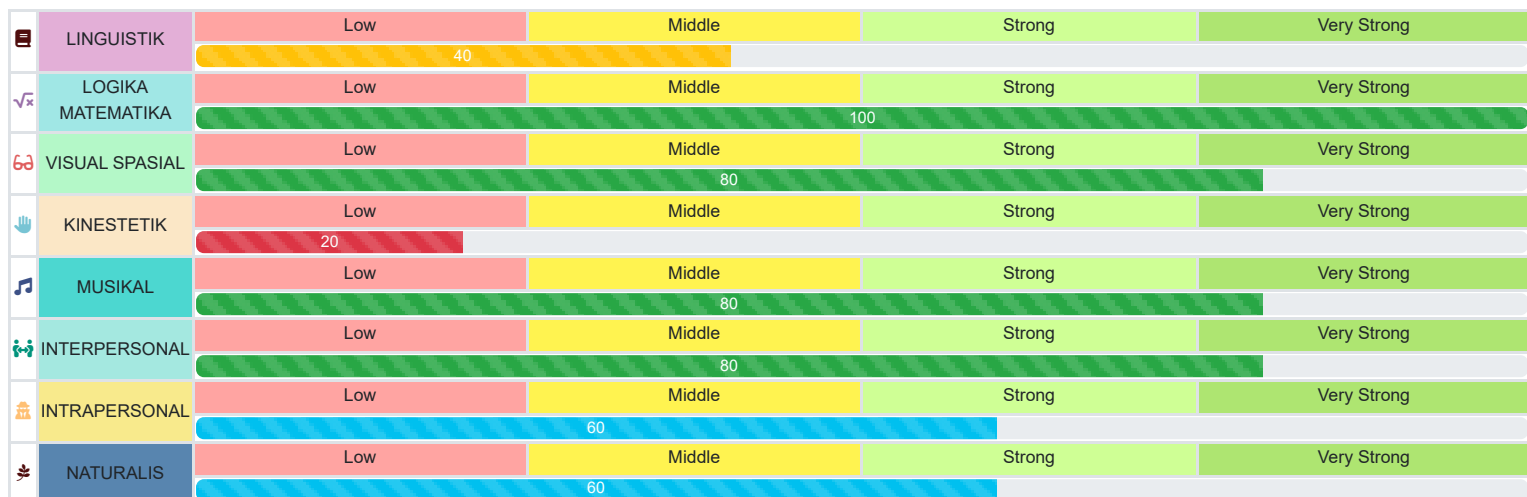 LINGUISTIK
Low Middle Strong Very Strong
40
LOGIKA
MATEMATIKA
Low Middle Strong Very Strong
100
VISUAL SPASIAL
Low Middle Strong Very Strong
80
KINESTETIK
Low Middle Strong Very Strong
20
MUSIKAL
Low Middle Strong Very Strong
80
INTERPERSONAL
Low Middle Strong Very Strong
80
INTRAPERSONAL
Low Middle Strong Very Strong
60
NATURALIS
Low Middle Strong Very Strong
60